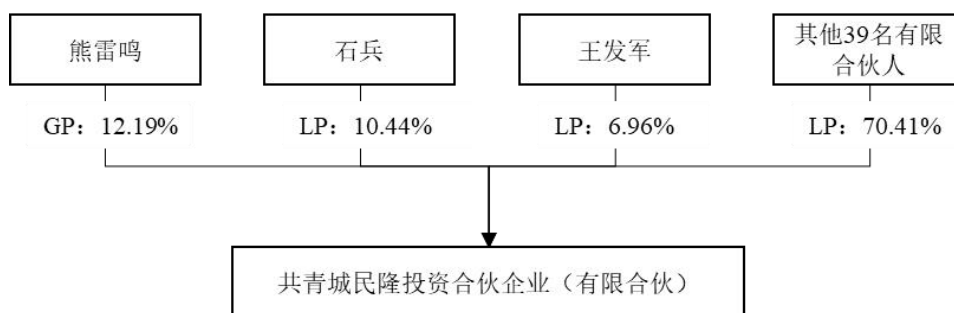 熊雷鸣
石兵
王发军
其他39名有限
合伙人
GP：12.19%
LP：10.44%
LP：6.96%
LP：70.41%
共青城民隆投资合伙企业（有限合伙）